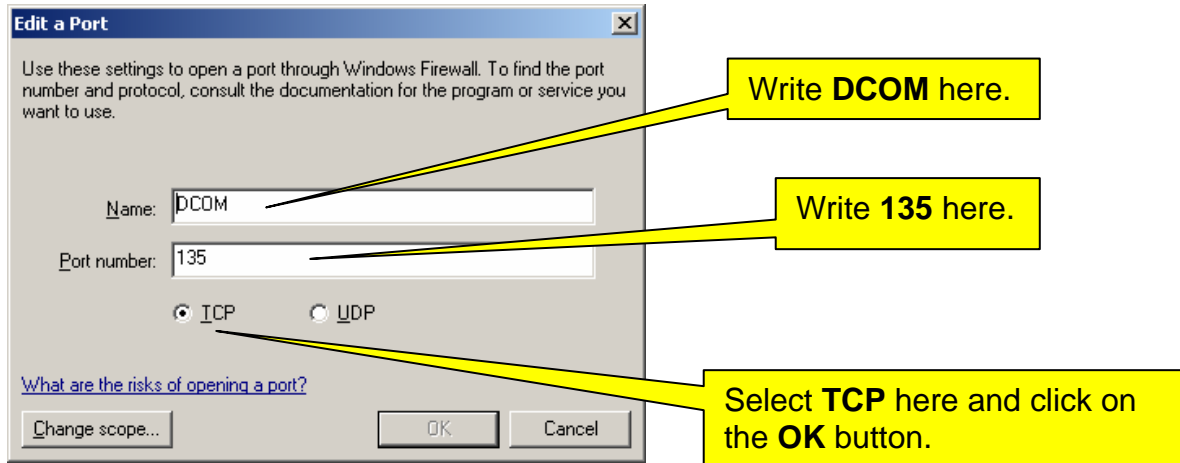 Edit a Port
Use these settings to open a port through Windows Firewall. To find the port
number and protocol, consult the documentation for the program or service you
want to use.
Write DCOM here.
Name: DCOM
Write 135 here.
Port number: 135
TCP UDP
What are the risks of opening a port?
Select TCP here and click on
the OK button.
Change scope... OK Cancel